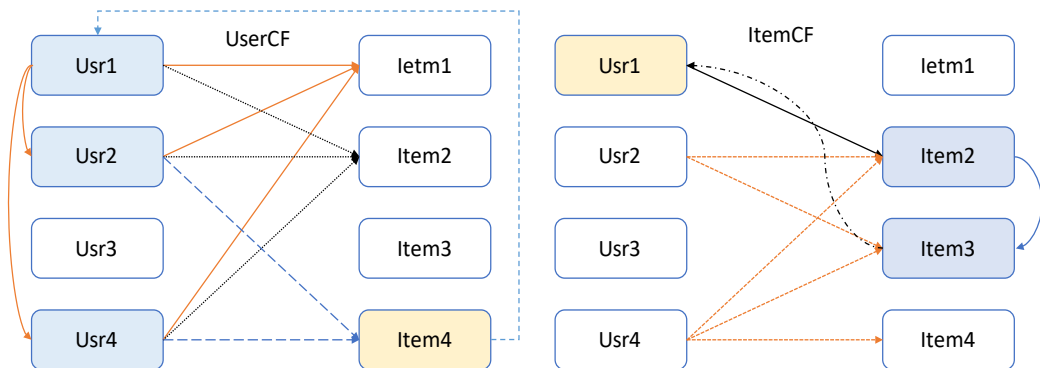 UserCF
Usr1
Ietm1
Usr2
Item2
Usr3
Item3
Usr4
Item4
ItemCF
Usr1
Ietm1
Usr2
Item2
Usr3
Item3
Usr4
Item4